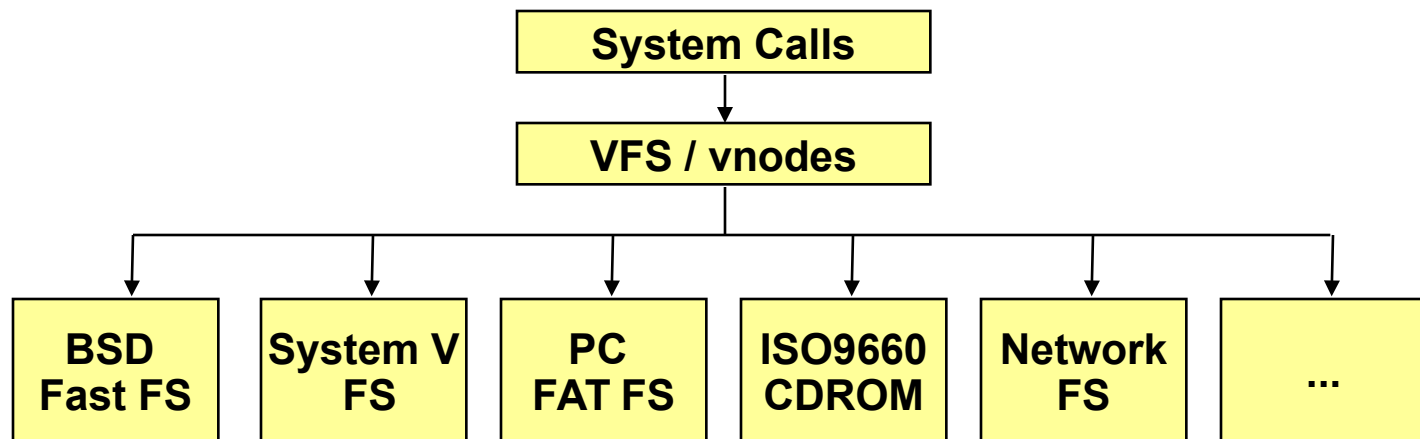 System Calls
VFS / vnodes
BSD
Fast FS
System V
FS
PC
FAT FS
ISO9660
CDROM
Network
FS
...